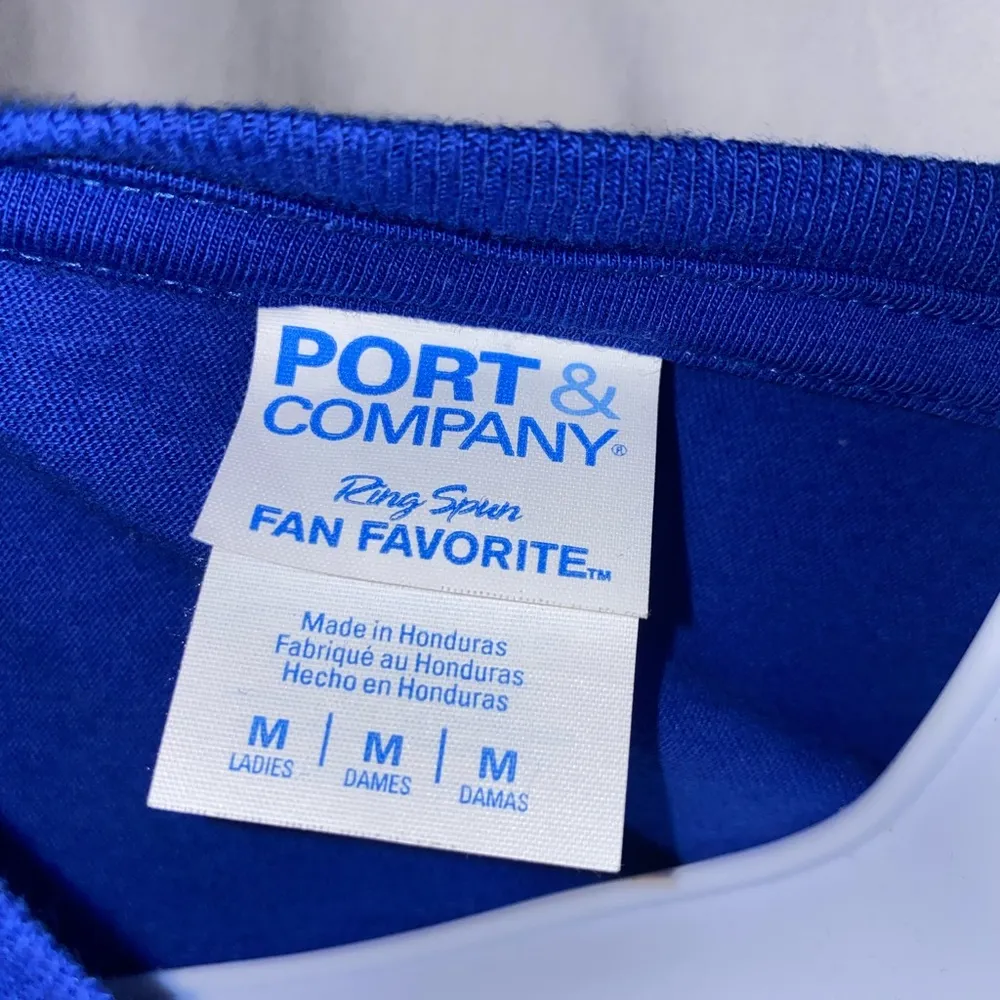 PORT &
COMPANY®
Ring Spun
FAN FAVORITE™
Made in Honduras
Fabriqué au Honduras
Hecho en Honduras
M | M | M
LADIES DAMES DAMAS